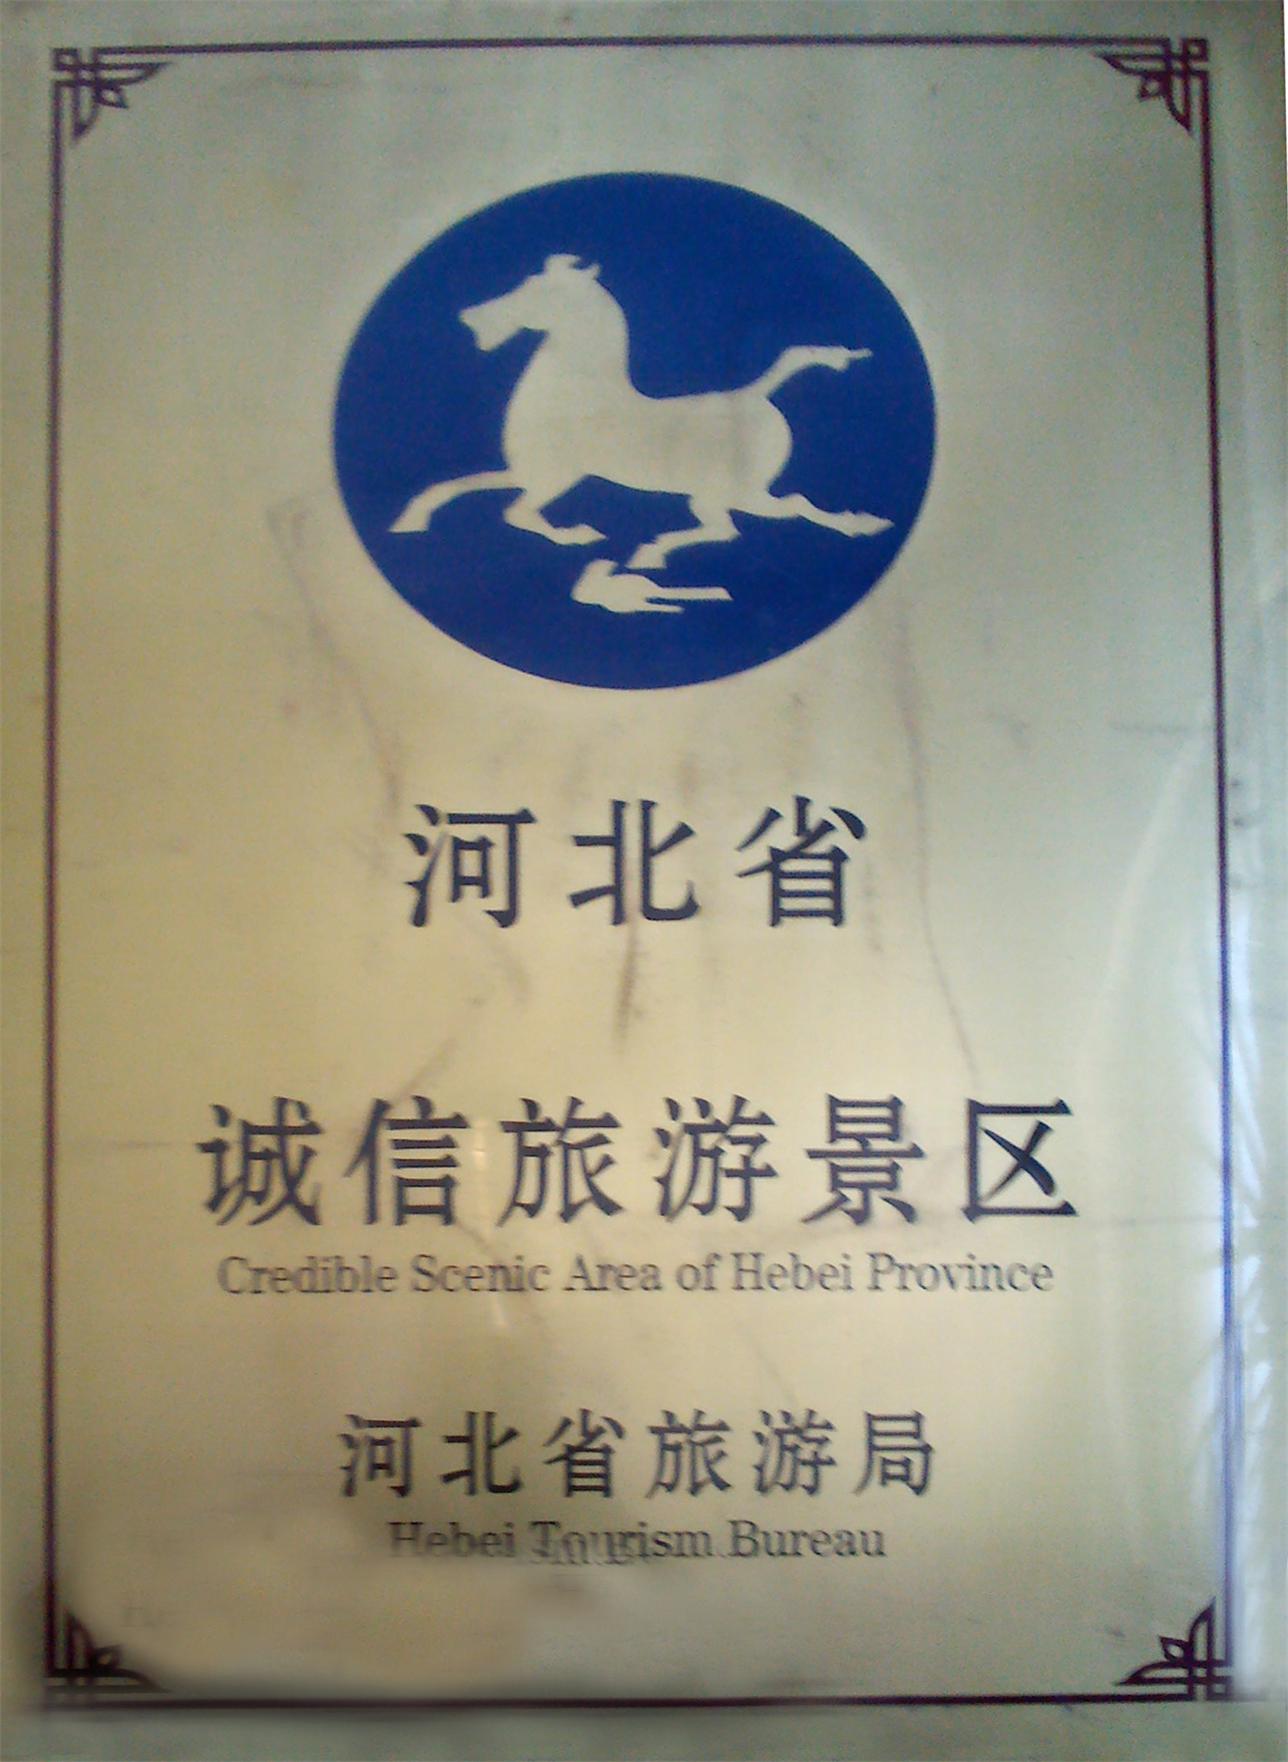 河北省
诚信旅游景区
Credible Scenic Area of Hebei Province
河北省旅游局
Hebei Tourism Bureau